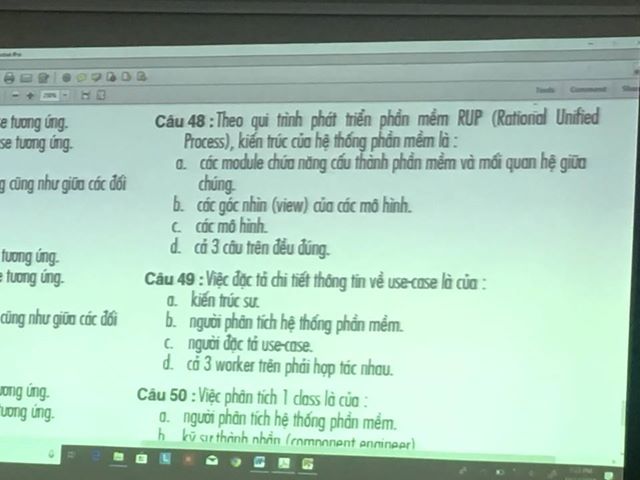 Tools Comment
e tương ứng.
se tương ứng.
g cũng như giữa các đối
tương ứng.
e tương ứng.
cũng như giữa các đối
ương ứng.
tương ứng.
Câu 48 : Theo qui trình phát triển phần mềm RUP (Rational Unified
Process), kiến trúc của hệ thống phần mềm là :
a. các module chứa năng cấu thành phần mềm và mối quan hệ giữa
chúng.
b. các góc nhìn (view) của các mô hình.
c. các mô hình.
d. cả 3 câu trên đều đúng.
Câu 49 : Việc đặc tả chi tiết thông tin về use-case là của :
a. kiến trúc sư.
b. người phân tích hệ thống phần mềm.
c. người đặc tả use-case.
d. cả 3 worker trên phải hợp tác nhau.
Câu 50 : Việc phân tích 1 class là của :
a. người phân tích hệ thống phần mềm.
b kỹ sư thành phần (component engineer)